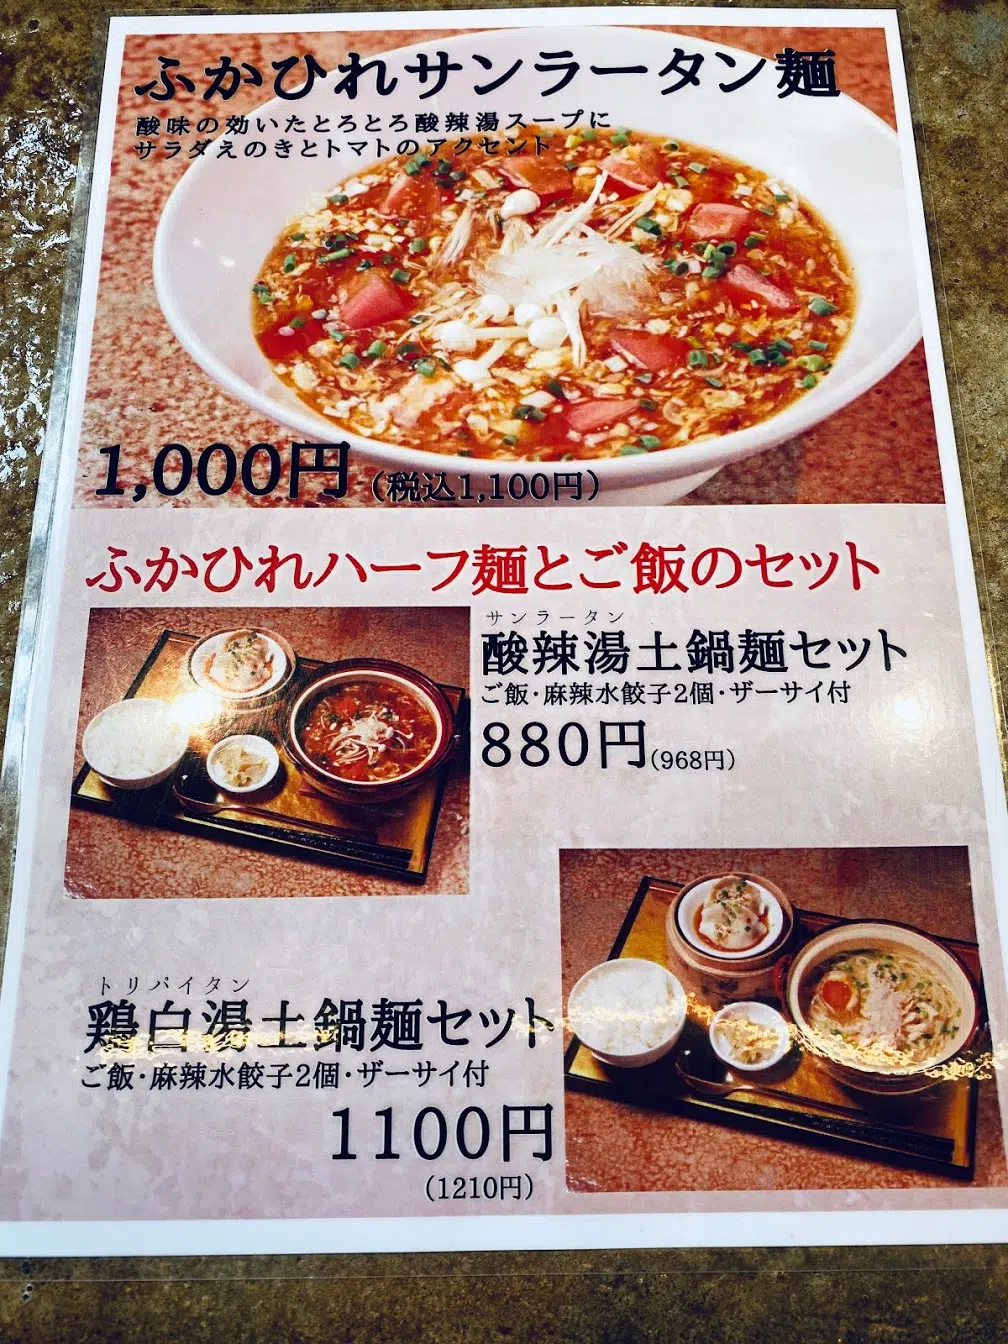 ふかひれサンラータン麺
酸味の効いたとろとろ酸辣湯スープに
サラダえのきとトマトのアクセント
1,000円（税込1,100円）
ふかひれハーフ麺とご飯のセット
サンラータン
酸辣湯土鍋麺セット
ご飯・麻辣水餃子2個・ザーサイ付
880円(968円)
トリパイタン
鶏白湯土鍋麺セット
ご飯・麻辣水餃子2個・ザーサイ付
1100円
(1210円)